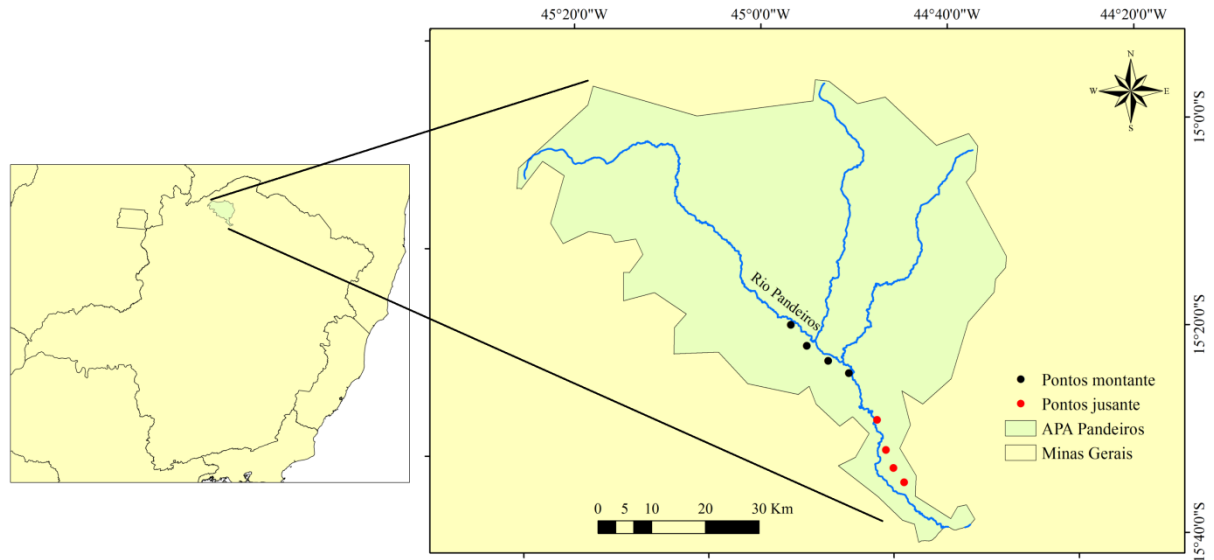 45°20'0"W 45°0'0"W 44°40'0"W 44°20'0"W
N
W E
S
15°0'0"S
Rio Pandeiros
15°20'0"S
Pontos montante
Pontos jusante
APA Pandeiros
Minas Gerais
0 5 10 20 30 Km
15°40'0"S